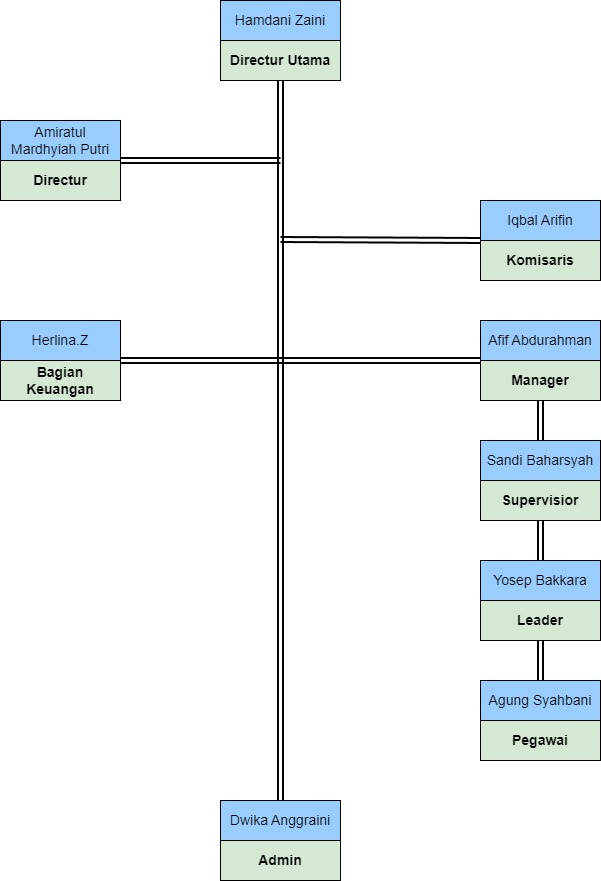 Hamdani Zaini
Directur Utama
Amiratul
Mardhyiah Putri
Directur
Iqbal Arifin
Komisaris
Herlina.Z
Bagian
Keuangan
Afif Abdurahman
Manager
Sandi Baharsyah
Supervisior
Yosep Bakkara
Leader
Agung Syahbani
Pegawai
Dwika Anggraini
Admin